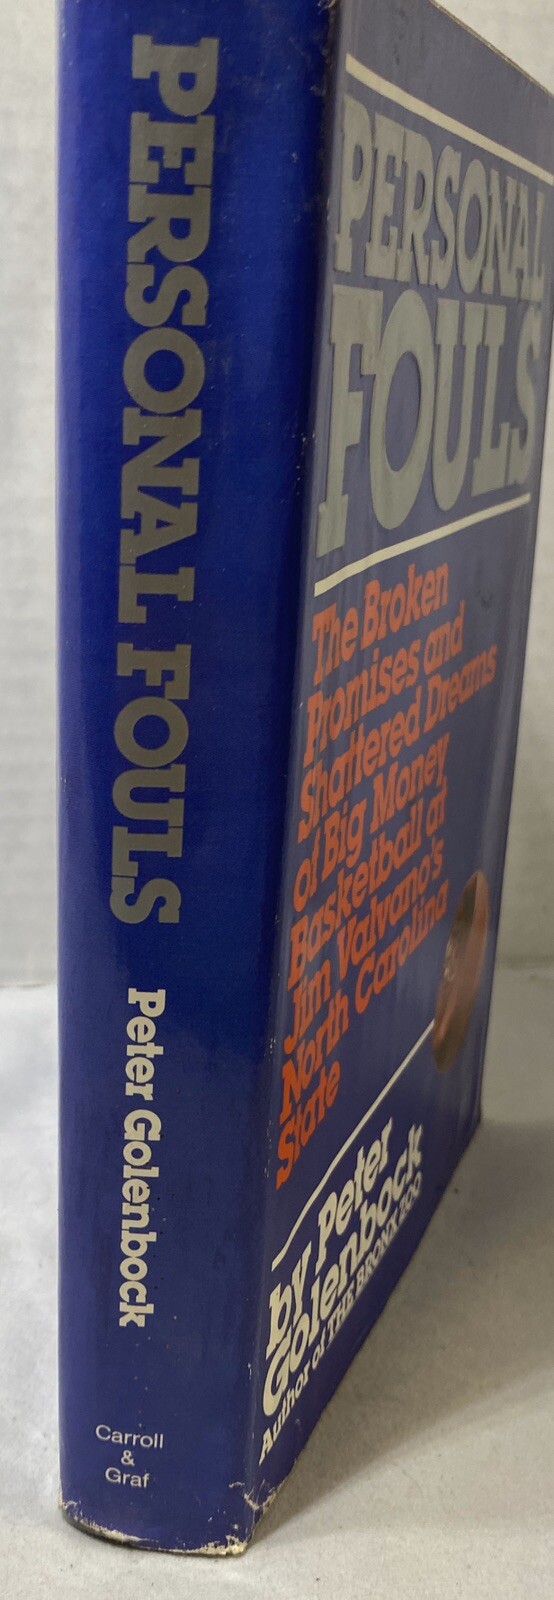 PERSONAL FOULS
Peter Golenbock
Carroll
&
Graf
PERSONAL
FOULS
The Broken
Promises and
Shattered Dreams
of Big Money
Basketball at
Jim Valvano's
North Carolina
State
by Peter
Golenbock
Author of THE BRONX ZOO